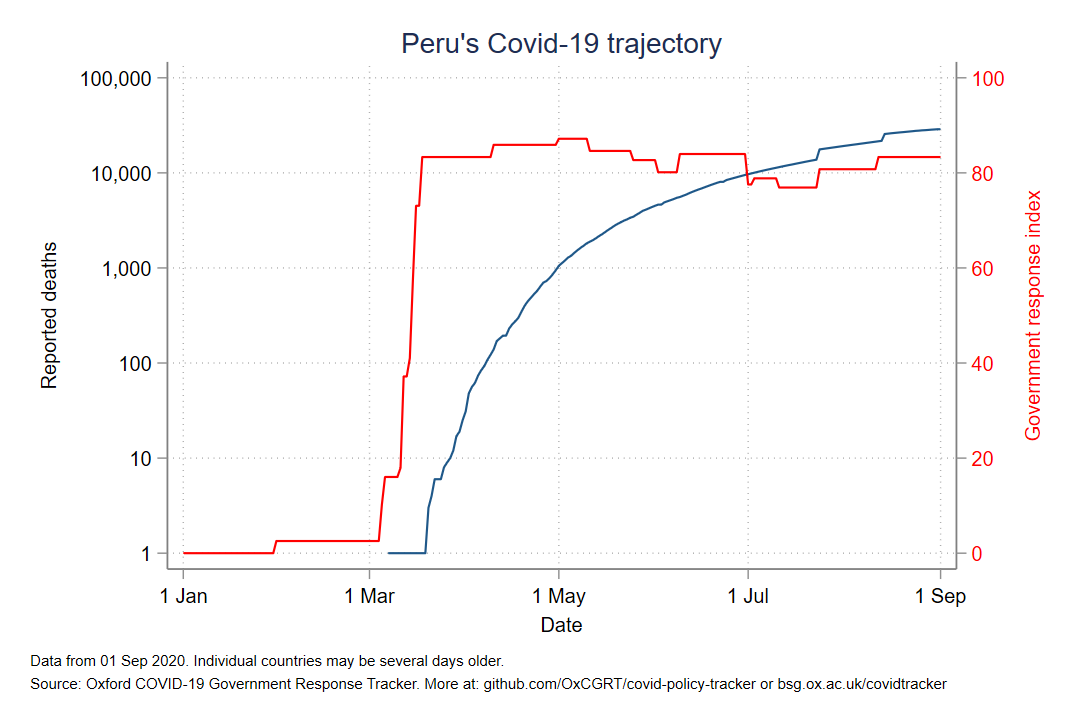 Peru's Covid-19 trajectory
100,000
10,000
1,000
100
10
1
Reported deaths
100
80
60
40
20
0
Government response index
1 Jan
1 Mar
1 May
1 Jul
1 Sep
Date
Data from 01 Sep 2020. Individual countries may be several days older.
Source: Oxford COVID-19 Government Response Tracker. More at: github.com/OxCGRT/covid-policy-tracker or bsg.ox.ac.uk/covidtracker